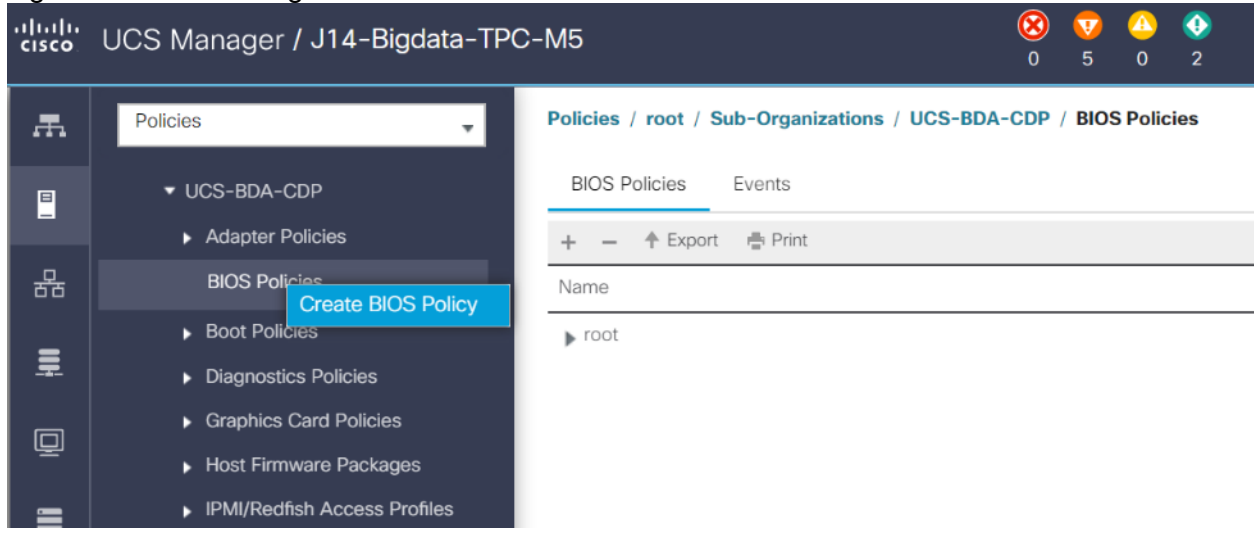 cisco UCS Manager / J14-Bigdata-TPC-M5
0 5 0 2
Policies
Policies / root / Sub-Organizations / UCS-BDA-CDP / BIOS Policies
UCS-BDA-CDP
BIOS Policies Events
Adapter Policies
+ − Export Print
BIOS Policies
Create BIOS Policy
Name
Boot Policies
root
Diagnostics Policies
Graphics Card Policies
Host Firmware Packages
IPMI/Redfish Access Profiles